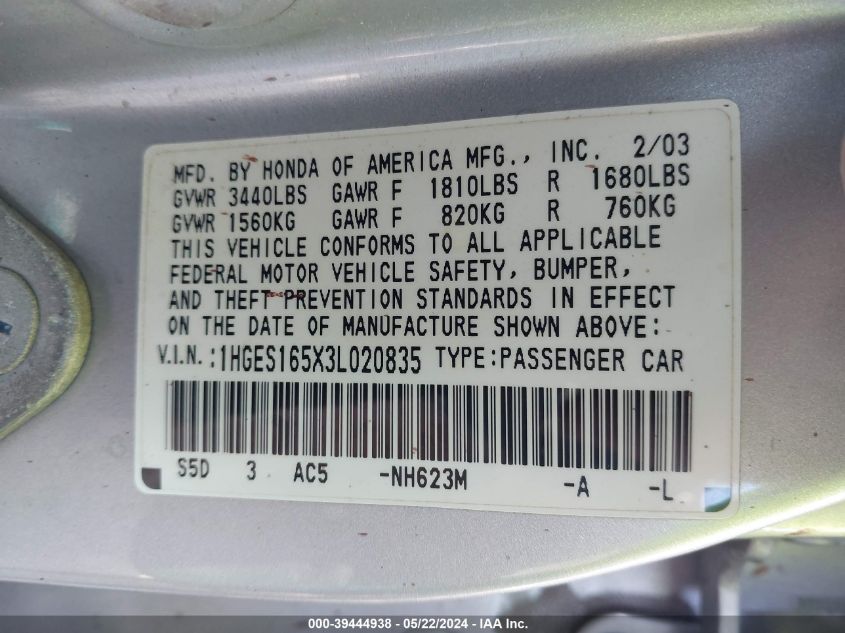 MFD. BY HONDA OF AMERICA MFG., INC. 2/03
GVWR 3440LBS GAWR F 1810LBS R 1680LBS
GVWR 1560KG GAWR F 820KG R 760KG
THIS VEHICLE CONFORMS TO ALL APPLICABLE
FEDERAL MOTOR VEHICLE SAFETY, BUMPER,
AND THEFT PREVENTION STANDARDS IN EFFECT
ON THE DATE OF MANUFACTURE SHOWN ABOVE:
V.I.N.:1HGES165X3L020835 TYPE:PASSENGER CAR
S5D 3 AC5 -NH623M -A -L
000-39444938 - 05/22/2024 - IAA Inc.